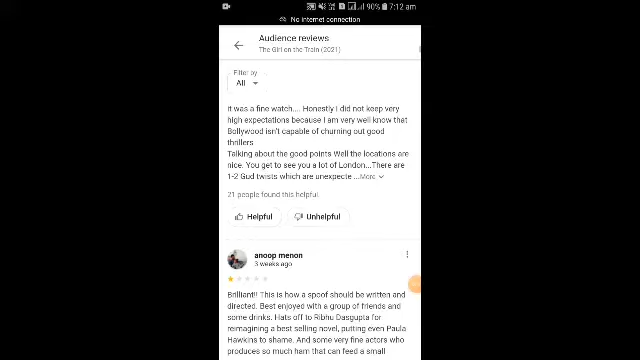 90% 7:12 am
No internet connection
Audience reviews
The Girl on the Train (2021)
Filter by
All
it was a fine watch.... Honestly I did not keep very
high expectations because I am very well know that
Bollywood isn't capable of churning out good
thrillers
Talking about the good points Well the locations are
nice. You get to see you a lot of London...There are
1-2 Gud twists which are unexpecte ...More
21 people found this helpful
Helpful
Unhelpful
anoop menon
3 weeks ago
Brilliant!! This is how a spoof should be written and
directed. Best enjoyed with a group of friends and
some drinks. Hats off to Ribhu Dasgupta for
reimagining a best selling novel, putting even Paula
Hawkins to shame. And some very fine actors who
produces so much ham that can feed a small